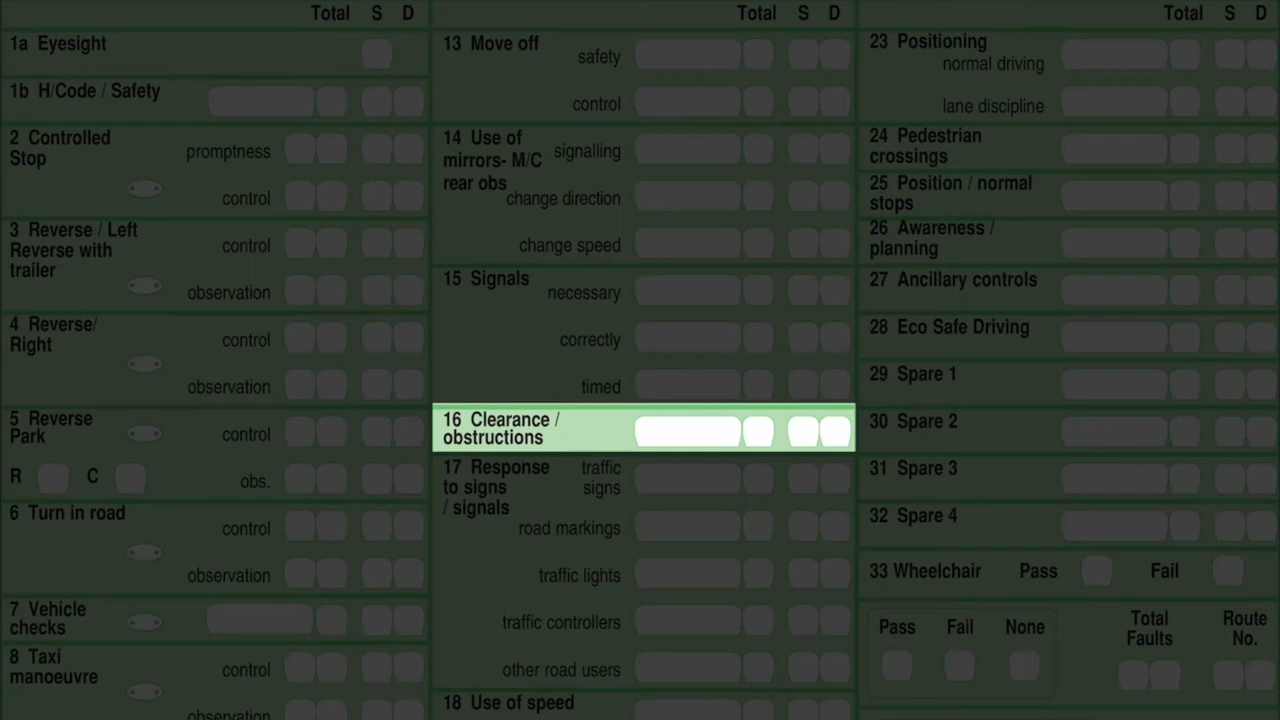 Total S D
1a Eyesight
1b H/Code / Safety
2 Controlled
Stop
promptness
control
3 Reverse / Left
Reverse with
trailer
control
observation
4 Reverse/
Right
control
observation
5 Reverse
Park
control
R C obs.
6 Turn in road
control
observation
7 Vehicle
checks
8 Taxi
manoeuvre
control
observation
Total S D
13 Move off
safety
control
14 Use of
mirrors- M/C
rear obs
signalling
change direction
change speed
15 Signals
necessary
correctly
timed
16 Clearance /
obstructions
17 Response
to signs
/ signals
traffic
signs
road markings
traffic lights
traffic controllers
other road users
18 Use of speed
Total S D
23 Positioning
normal driving
lane discipline
24 Pedestrian
crossings
25 Position / normal
stops
26 Awareness /
planning
27 Ancillary controls
28 Eco Safe Driving
29 Spare 1
30 Spare 2
31 Spare 3
32 Spare 4
33 Wheelchair Pass Fail
Pass Fail None
Total
Faults
Route
No.